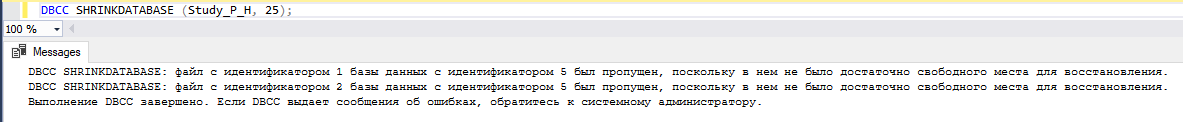 DBCC SHRINKDATABASE (Study_P_H, 25);
100 %
Messages
DBCC SHRINKDATABASE: файл с идентификатором 1 базы данных с идентификатором 5 был пропущен, поскольку в нем не было достаточно свободного места для восстановления.
DBCC SHRINKDATABASE: файл с идентификатором 2 базы данных с идентификатором 5 был пропущен, поскольку в нем не было достаточно свободного места для восстановления.
Выполнение DBCC завершено. Если DBCC выдает сообщения об ошибках, обратитесь к системному администратору.